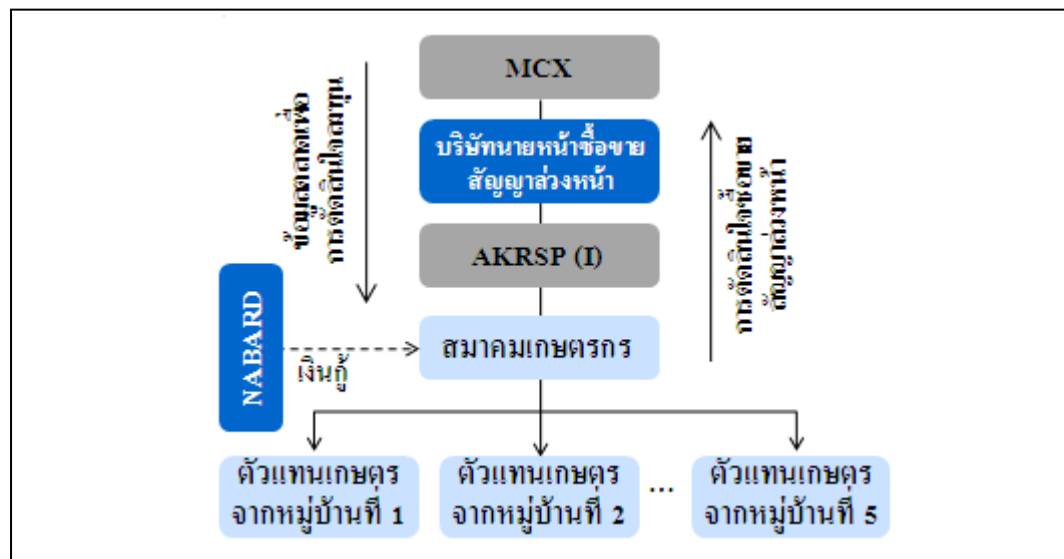 MCX
บริษัทนายหน้าซื้อขาย
สัญญาล่วงหน้า
AKRSP (I)
สมาคมเกษตรกร
ข้อมูลตลาดเพื่อ
การตัดสินใจลงทุน
การตัดสินใจซื้อขาย
สัญญาล่วงหน้า
NABARD
เงินกู้
ตัวแทนเกษตร
จากหมู่บ้านที่ 1
ตัวแทนเกษตร
จากหมู่บ้านที่ 2
...
ตัวแทนเกษตร
จากหมู่บ้านที่ 5